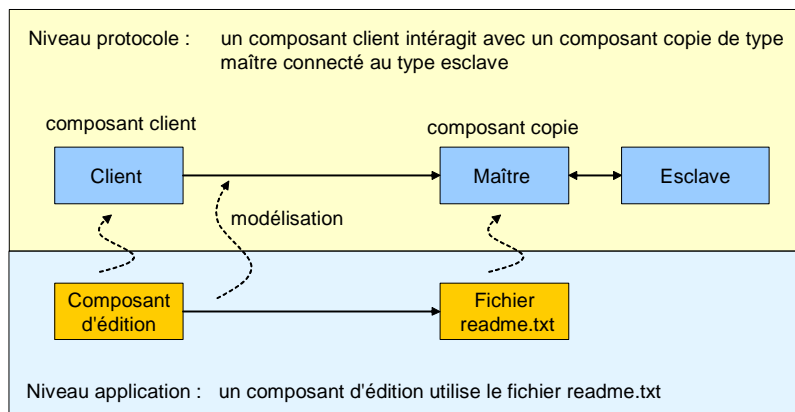 Niveau protocole : un composant client intéragit avec un composant copie de type
maître connecté au type esclave
composant client
composant copie
Client
Maître
Esclave
modélisation
Composant
d'édition
Fichier
readme.txt
Niveau application : un composant d'édition utilise le fichier readme.txt